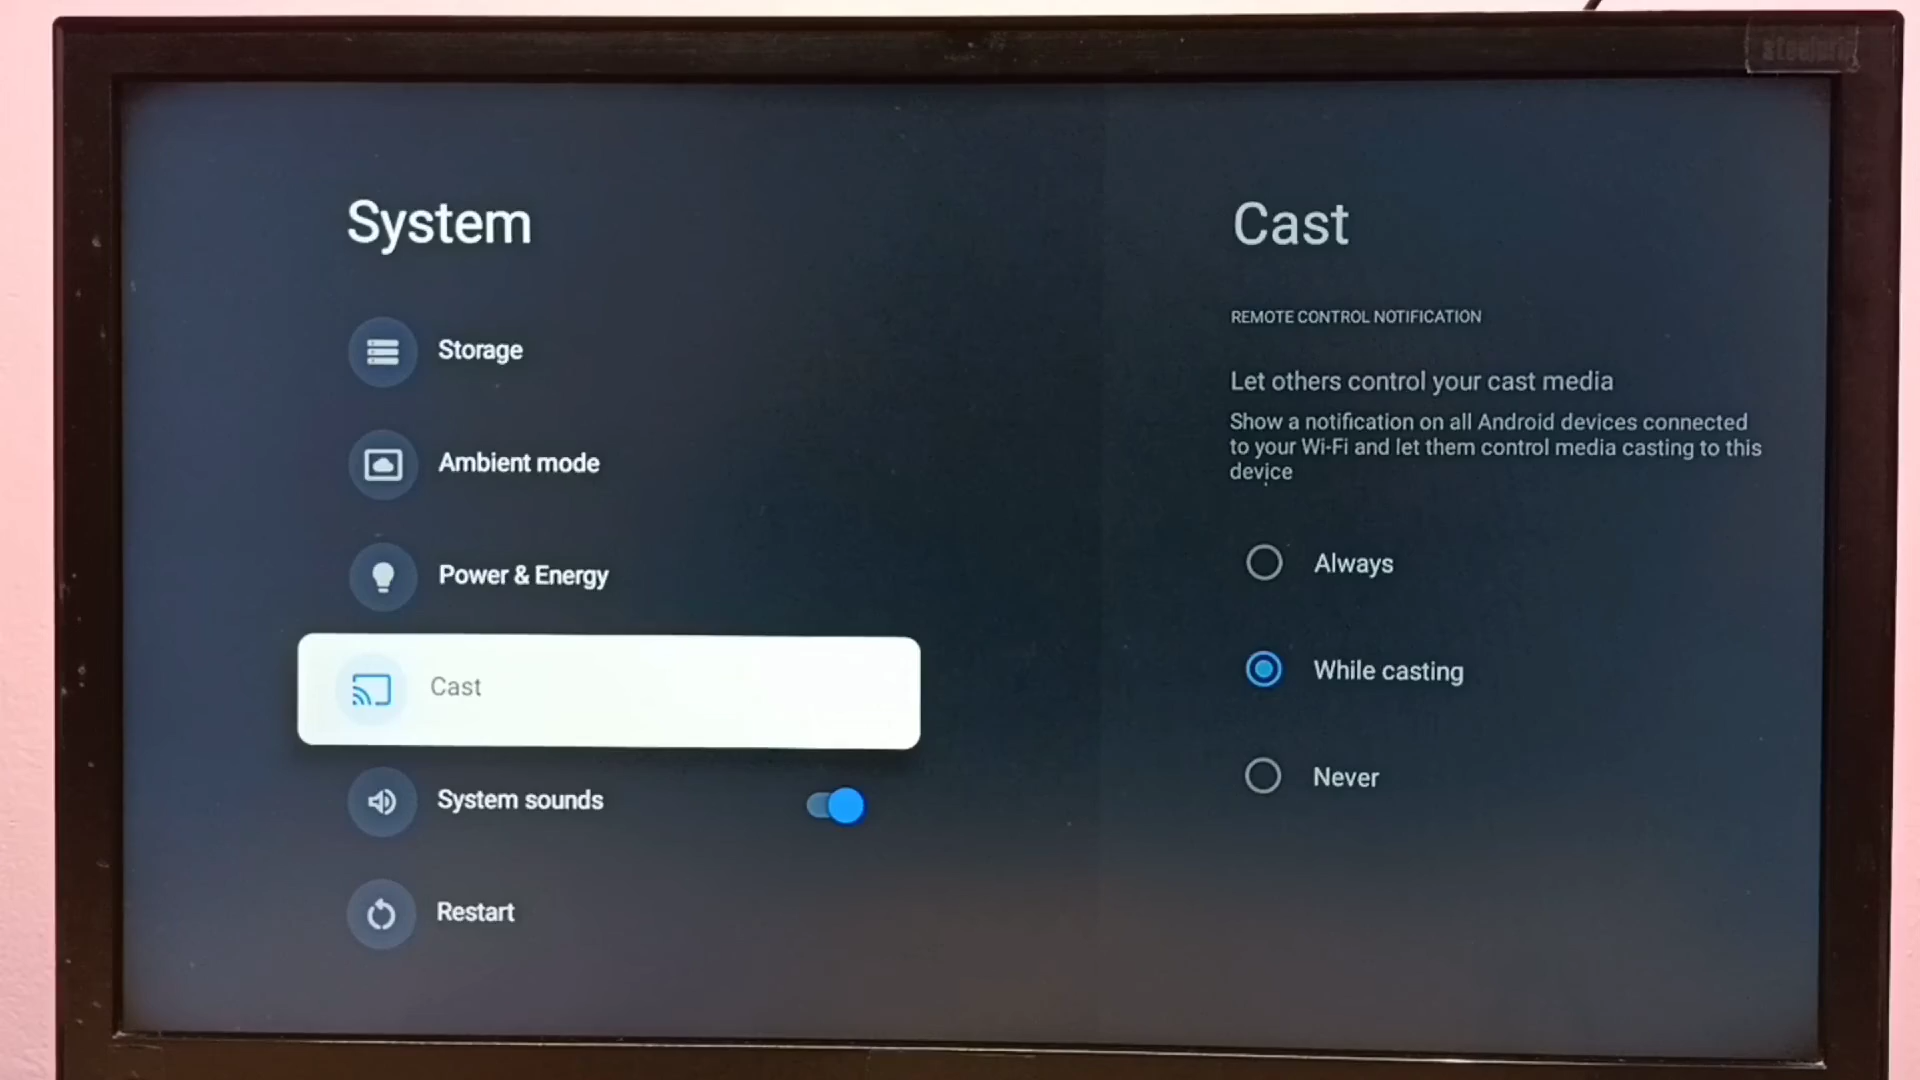 System
Storage
Ambient mode
Power & Energy
Cast
System sounds
Restart
Cast
REMOTE CONTROL NOTIFICATION
Let others control your cast media
Show a notification on all Android devices connected
to your Wi-Fi and let them control media casting to this
device
Always
While casting
Never